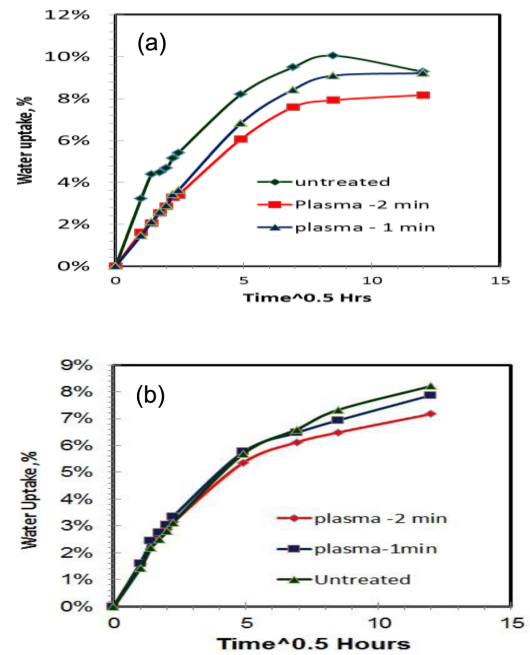 12%
(a)
10%
8%
6%
4%
2%
0%
Water uptake, %
untreated
Plasma -2 min
plasma - 1 min
0 5 10 15
Time^0.5 Hrs
9%
(b)
8%
7%
6%
5%
4%
3%
2%
1%
0%
Water Uptake,%
plasma -2 min
plasma-1min
Untreated
0 5 10 15
Time^0.5 Hours